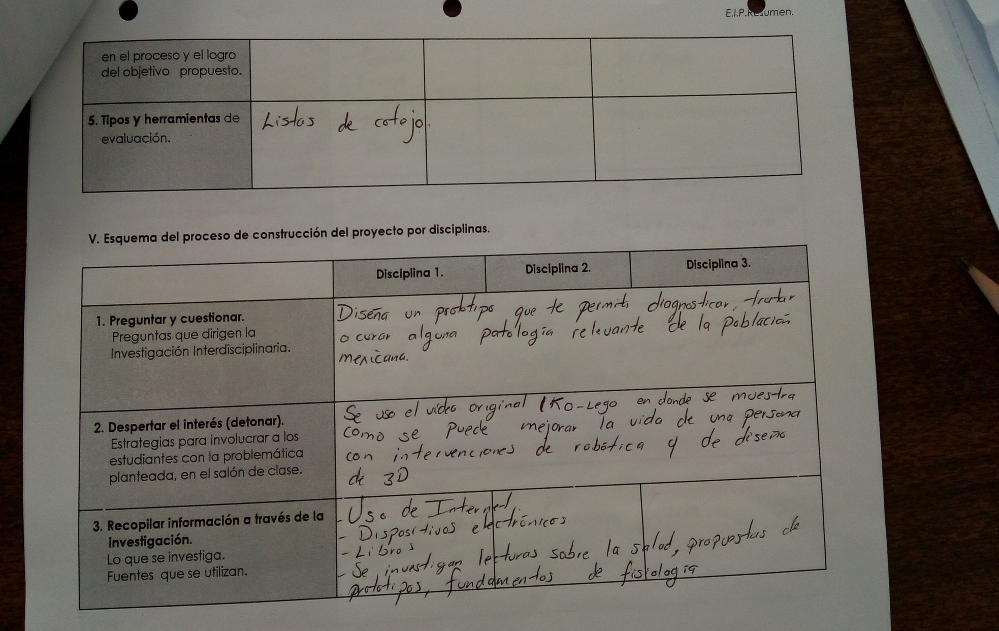 E.I.P.Resumen.
en el proceso y el logro
del objetivo propuesto.
5. Tipos y herramientas de
evaluación.
Listas de cotejo.
V. Esquema del proceso de construcción del proyecto por disciplinas.
Disciplina 1.
Disciplina 2.
Disciplina 3.
1. Preguntar y cuestionar.
Preguntas que dirigen la
Investigación Interdisciplinaria.
Diseña un prototipo que te permita diagnosticar, tratar
o curar alguna patología relevante de la población
mexicana.
2. Despertar el interés (detonar).
Estrategias para involucrar a los
estudiantes con la problemática
planteada, en el salón de clase.
Se uso el video original IKO-Lego en donde se muestra
como se puede mejorar la vida de una persona
con intervenciones de robótica y de diseño
de 3D
3. Recopilar información a través de la
investigación.
Lo que se investiga.
Fuentes que se utilizan.
- Uso de Internet.
- Dispositivos electrónicos
- Libros
- Se investigan lecturas sobre la salud, propuestas de
prototipos, fundamentos de fisiología